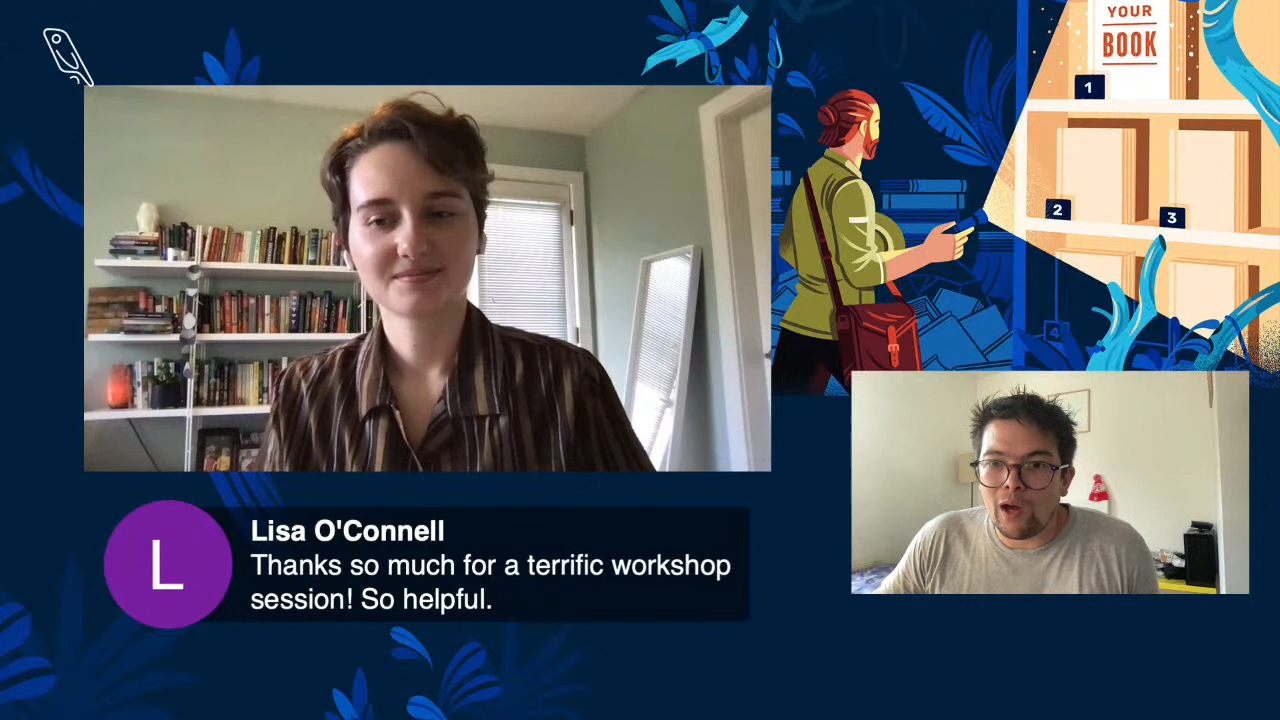 YOUR
BOOK
1
2
3
4
L
Lisa O'Connell
Thanks so much for a terrific workshop
session! So helpful.